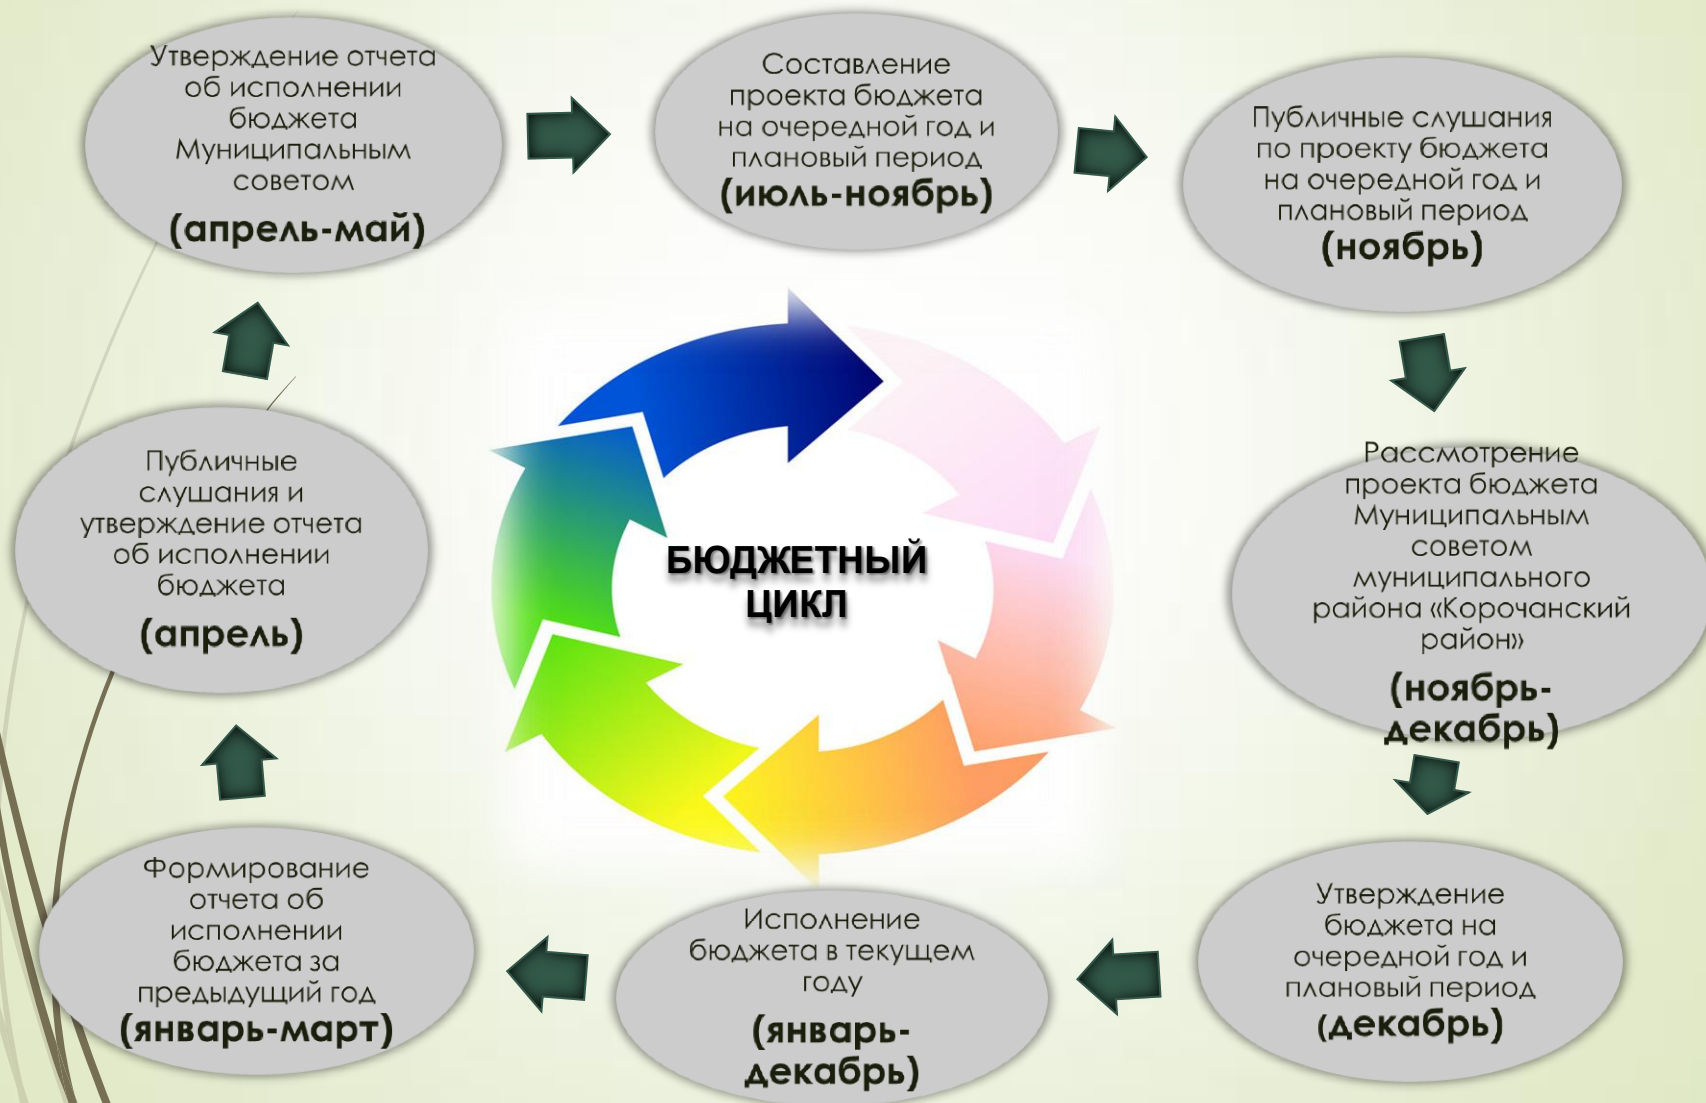 Утверждение отчета
об исполнении
бюджета
Муниципальным
советом
(апрель-май)
Составление
проекта бюджета
на очередной год и
плановый период
(июль-ноябрь)
Публичные слушания
по проекту бюджета
на очередной год и
плановый период
(ноябрь)
Рассмотрение
проекта бюджета
Муниципальным
советом
муниципального
района «Корочанский
район»
(ноябрь-
декабрь)
Утверждение
бюджета на
очередной год и
плановый период
(декабрь)
Исполнение
бюджета в текущем
году
(январь-
декабрь)
Формирование
отчета об
исполнении
бюджета за
предыдущий год
(январь-март)
Публичные
слушания и
утверждение отчета
об исполнении
бюджета
(апрель)
БЮДЖЕТНЫЙ
ЦИКЛ